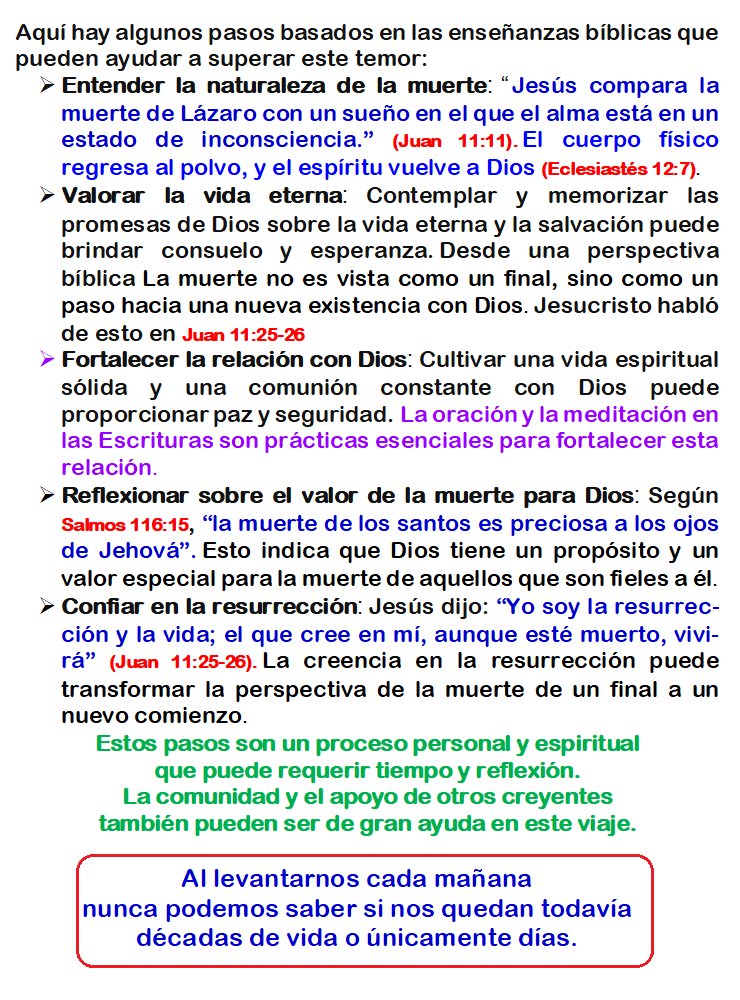 Aquí hay algunos pasos basados en las enseñanzas bíblicas que
pueden ayudar a superar este temor:
➢ Entender la naturaleza de la muerte: “Jesús compara la
muerte de Lázaro con un sueño en el que el alma está en un
estado de inconsciencia.” (Juan 11:11). El cuerpo físico
regresa al polvo, y el espíritu vuelve a Dios (Eclesiastés 12:7).
➢ Valorar la vida eterna: Contemplar y memorizar las
promesas de Dios sobre la vida eterna y la salvación puede
brindar consuelo y esperanza. Desde una perspectiva
bíblica La muerte no es vista como un final, sino como un
paso hacia una nueva existencia con Dios. Jesucristo habló
de esto en Juan 11:25-26
➢ Fortalecer la relación con Dios: Cultivar una vida espiritual
sólida y una comunión constante con Dios puede
proporcionar paz y seguridad. La oración y la meditación en
las Escrituras son prácticas esenciales para fortalecer esta
relación.
➢ Reflexionar sobre el valor de la muerte para Dios: Según
Salmos 116:15, “la muerte de los santos es preciosa a los ojos
de Jehová”. Esto indica que Dios tiene un propósito y un
valor especial para la muerte de aquellos que son fieles a él.
➢ Confiar en la resurrección: Jesús dijo: “Yo soy la resurrec-
ción y la vida; el que cree en mí, aunque esté muerto, vivi-
rá” (Juan 11:25-26). La creencia en la resurrección puede
transformar la perspectiva de la muerte de un final a un
nuevo comienzo.
Estos pasos son un proceso personal y espiritual
que puede requerir tiempo y reflexión.
La comunidad y el apoyo de otros creyentes
también pueden ser de gran ayuda en este viaje.
Al levantarnos cada mañana
nunca podemos saber si nos quedan todavía
décadas de vida o únicamente días.